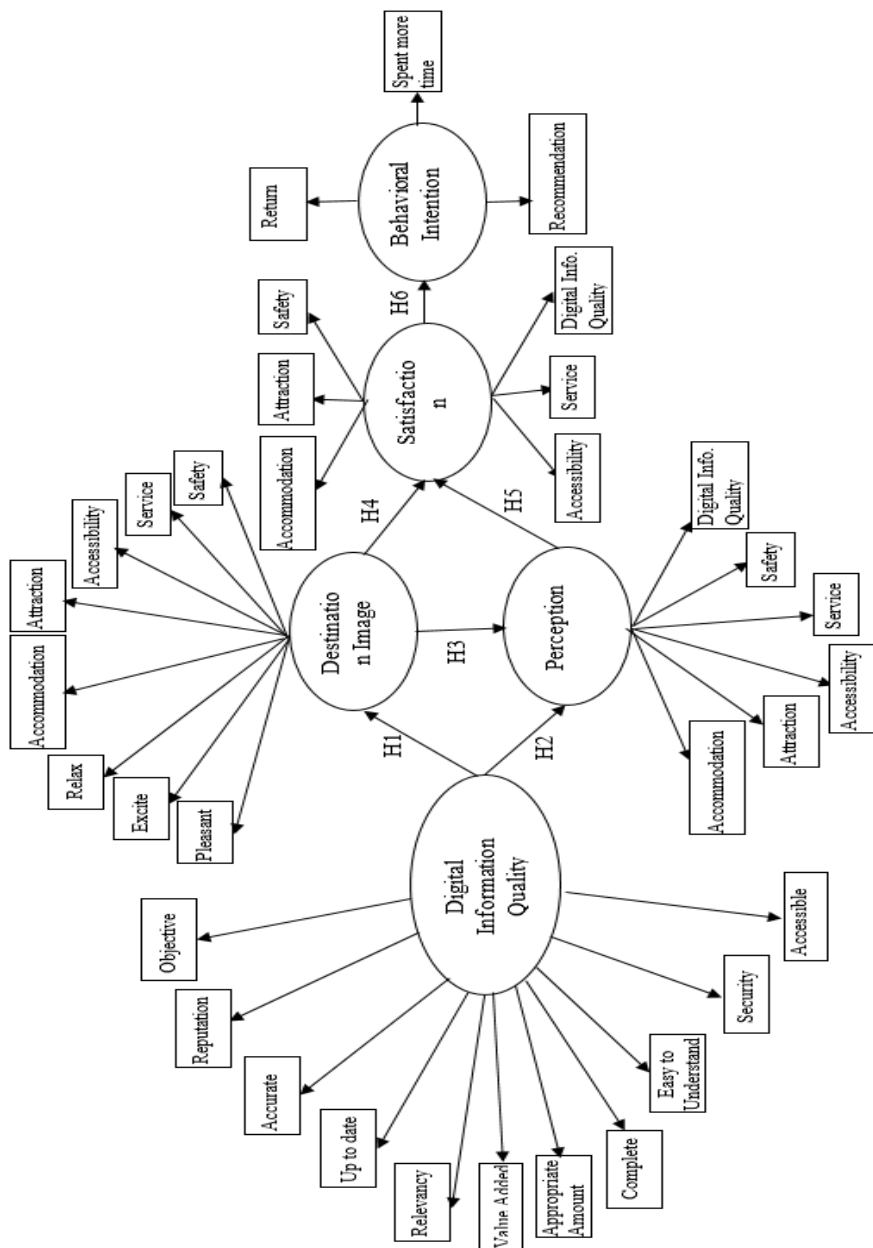 Objective
Reputation
Accurate
Up to date
Relevancy
Value Added
Appropriate
Amount
Complete
Easy to
Understand
Security
Accessible
Digital
Information
Quality
H1
H2
Pleasant
Excite
Relax
Accommodation
Attraction
Accessibility
Service
Safety
Destinatio
n Image
H3
Perception
Accommodation
Attraction
Accessibility
Service
Safety
Digital Info.
Quality
H4
H5
Accommodation
Attraction
Safety
Satisfactio
n
Accessibility
Service
Digital Info.
Quality
H6
Return
Behavioral
Intention
Recommendation
Spent more
time